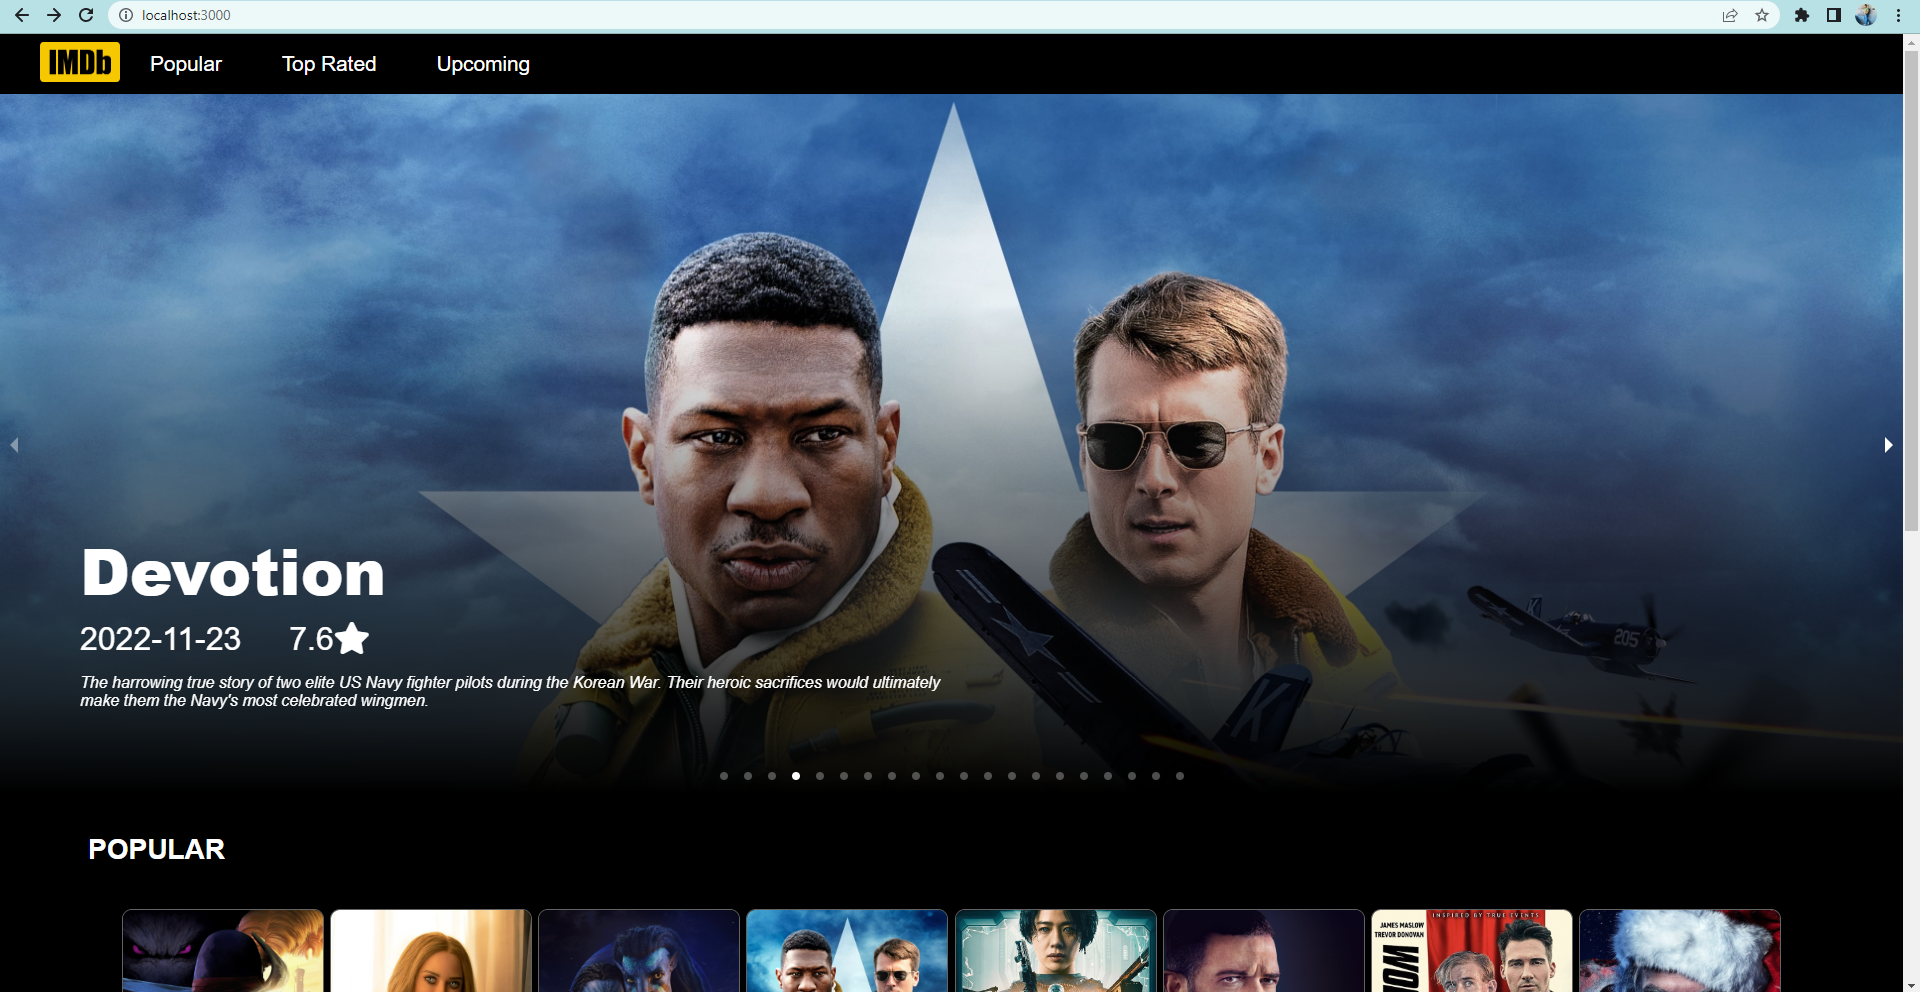 localhost:3000
IMDb Popular Top Rated Upcoming
205
K
Devotion
2022-11-23 7.6
The harrowing true story of two elite US Navy fighter pilots during the Korean War. Their heroic sacrifices would ultimately
make them the Navy's most celebrated wingmen.
POPULAR
INSPIRED BY TRUE EVENTS
JAMES MASLOW
TREVOR DONOVAN